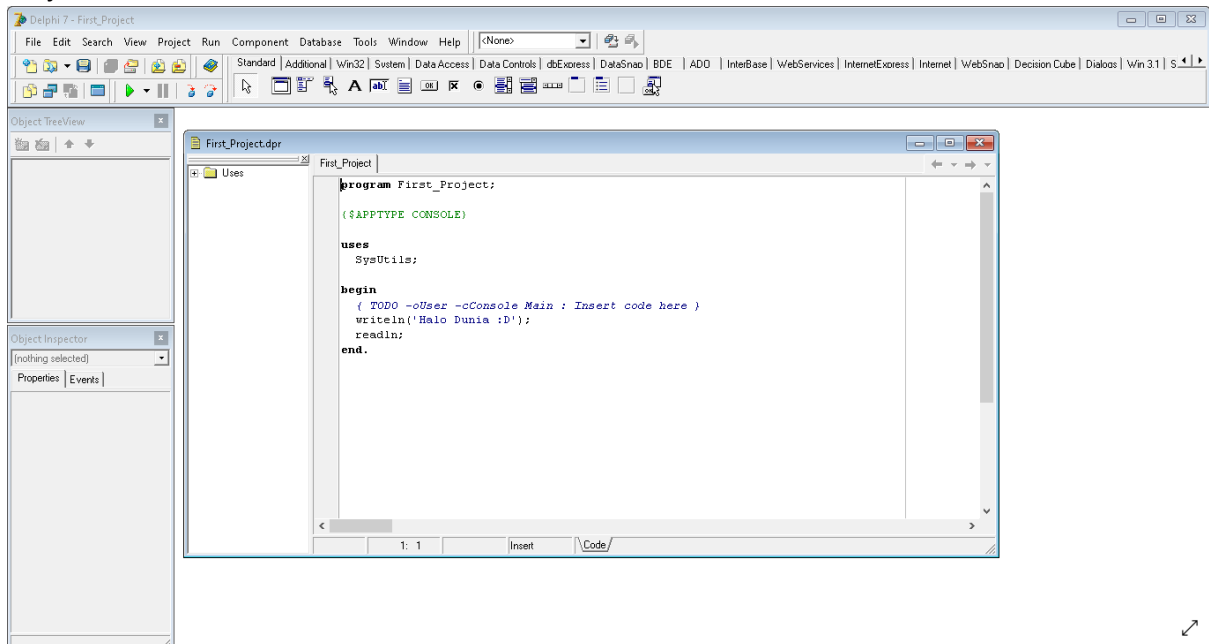 Delphi 7 - First_Project
File Edit Search View Project Run Component Database Tools Window Help <None>
Standard Additional Win32 System Data Access Data Controls dbExpress DataSnap BDE ADO InterBase WebServices InternetExpress Internet WebSnap Decision Cube Dialogs Win 3.1 S
Object TreeView
First_Project.dpr
Uses
First_Project
program First_Project;
{$APPTYPE CONSOLE}
uses
SysUtils;
begin
{ TODO -oUser -cConsole Main : Insert code here }
writeln('Halo Dunia :D');
readln;
end.
1: 1 Insert Code
Object Inspector
(nothing selected)
Properties Events